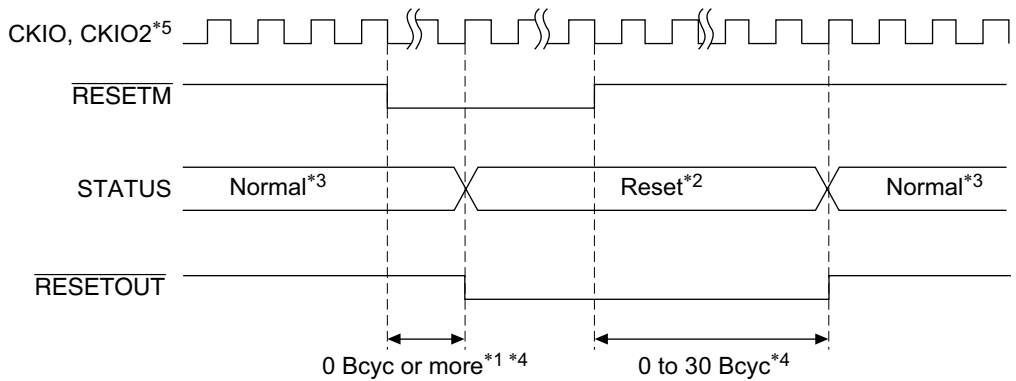 CKIO, CKIO2*5
RESETM
STATUS
Normal*3
Reset*2
Normal*3
RESETOUT
0 Bcyc or more*1 *4
0 to 30 Bcyc*4